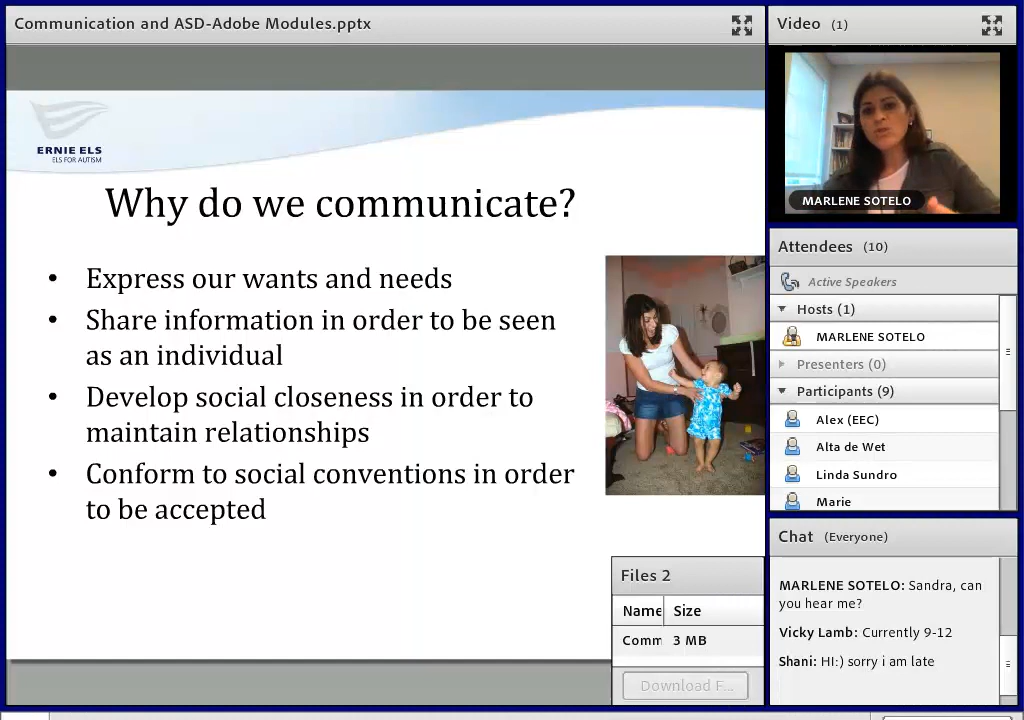 Communication and ASD-Adobe Modules.pptx
ERNIE ELS
ELS FOR AUTISM
Why do we communicate?
• Express our wants and needs
• Share information in order to be seen
as an individual
• Develop social closeness in order to
maintain relationships
• Conform to social conventions in order
to be accepted
Files 2
Name Size
Comm 3 MB
Download F...
Video (1)
MARLENE SOTELO
Attendees (10)
Active Speakers
Hosts (1)
MARLENE SOTELO
Presenters (0)
Participants (9)
Alex (EEC)
Alta de Wet
Linda Sundro
Marie
Chat (Everyone)
MARLENE SOTELO: Sandra, can
you hear me?
Vicky Lamb: Currently 9-12
Shani: HI:) sorry i am late